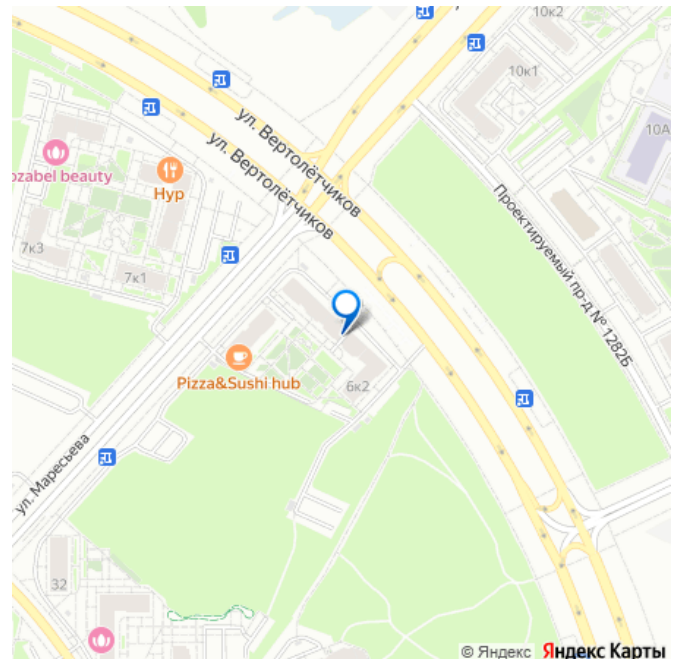 10к2
10к1
10А
ул. Вертолётчиков
ул. Вертолётчиков
ozabel beauty
Нур
7к3
7к1
Проектируемый пр-д № 1282Б
Pizza&Sushi hub
6к2
ул. Маресьева
32
© Яндекс Яндекс Карты